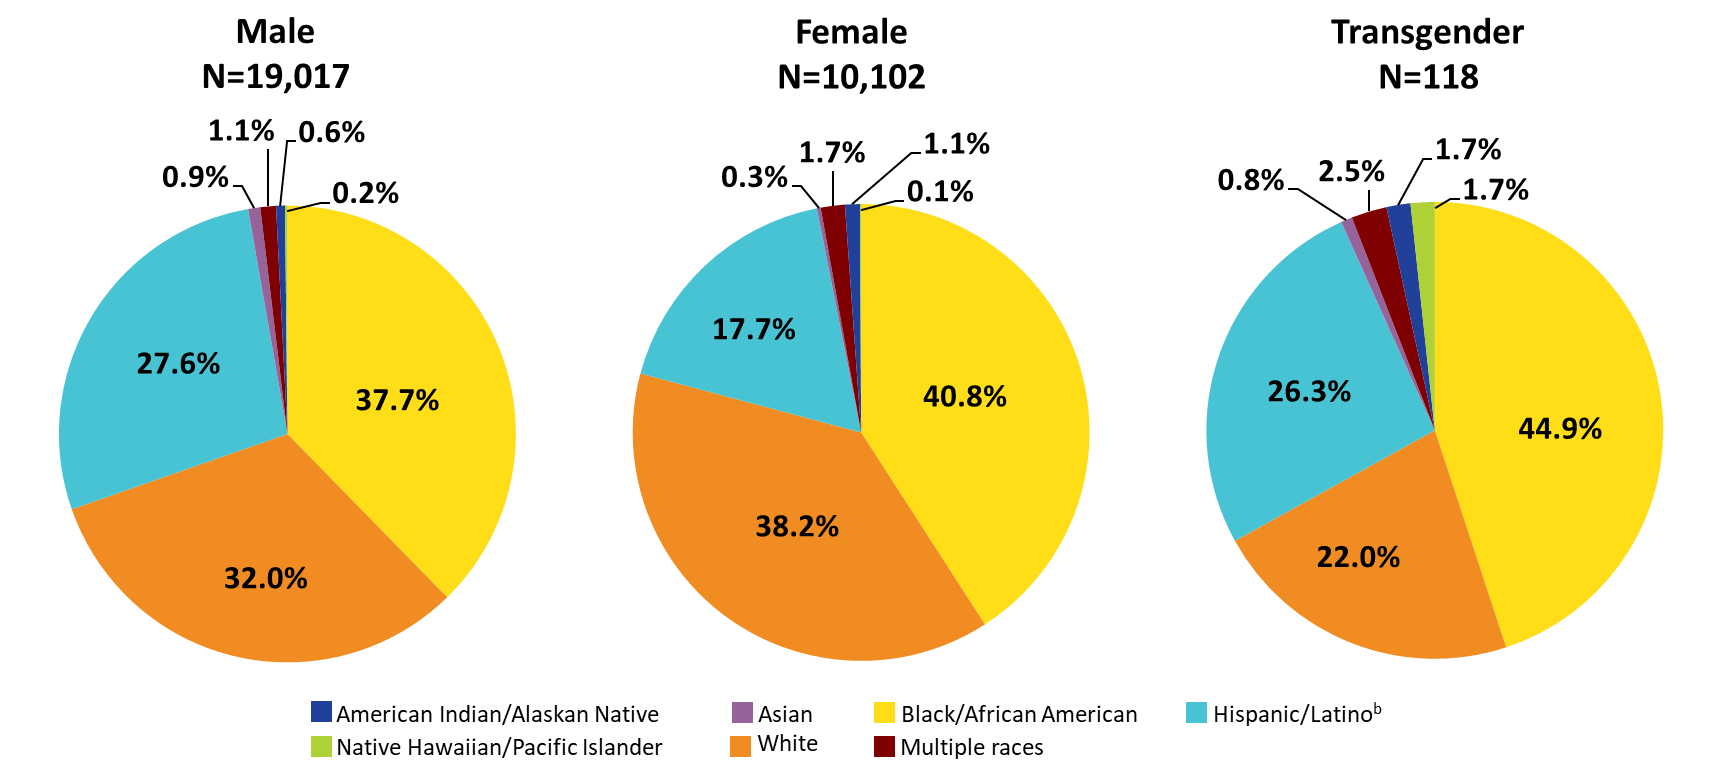 Male
N=19,017
Female
N=10,102
Transgender
N=118
1.1%
0.6%
0.9%
0.2%
27.6%
37.7%
32.0%
1.7%
1.1%
0.3%
0.1%
17.7%
40.8%
38.2%
1.7%
2.5%
0.8%
1.7%
26.3%
44.9%
22.0%
American Indian/Alaskan Native
Asian
Black/African American
Hispanic/Latinoᵇ
Native Hawaiian/Pacific Islander
White
Multiple races